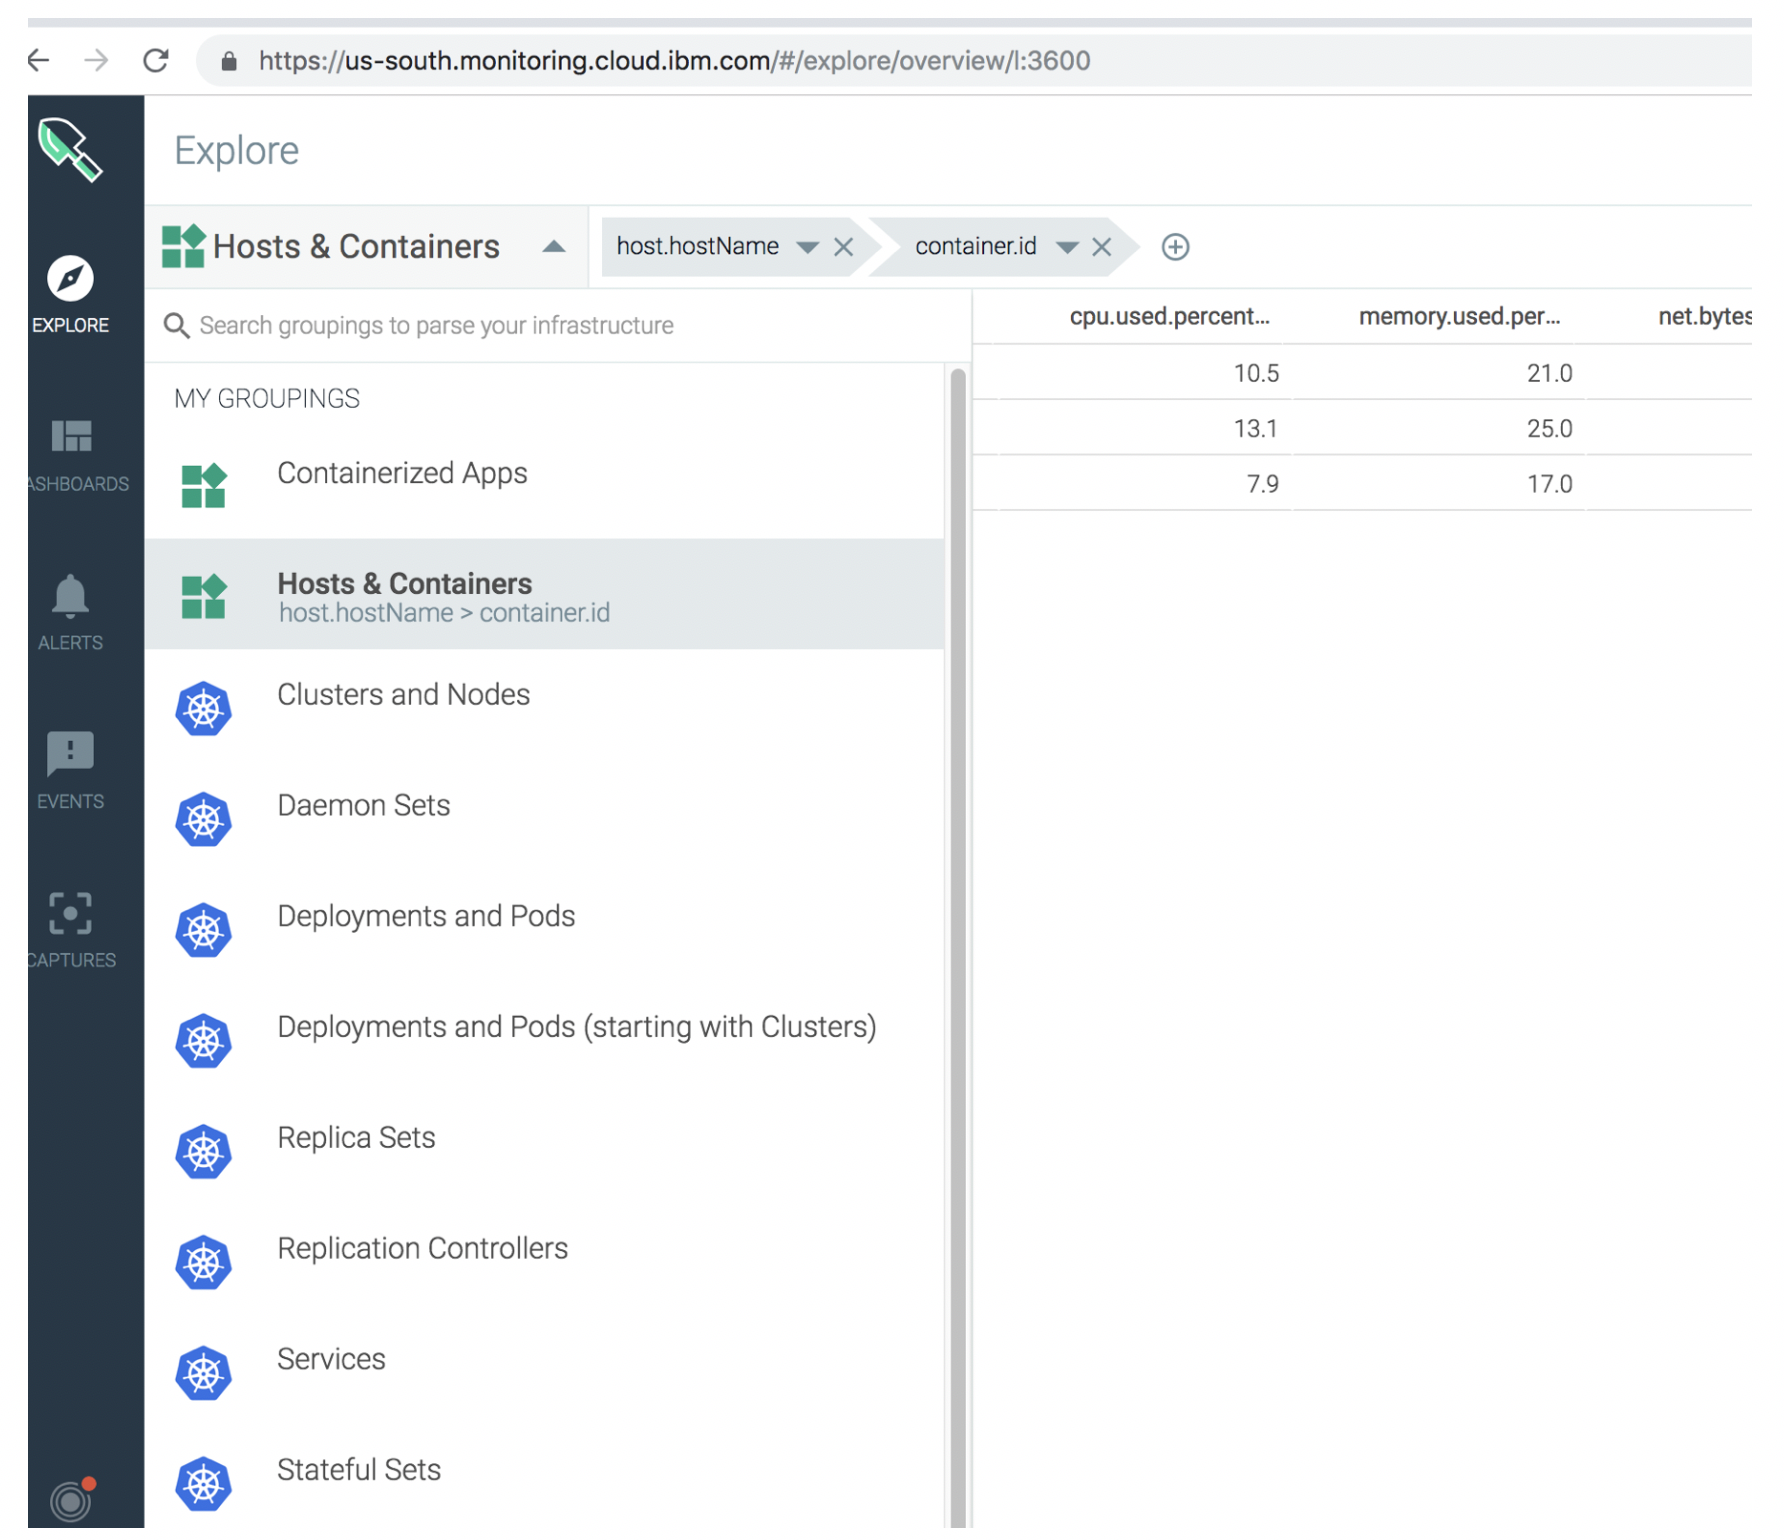 https://us-south.monitoring.cloud.ibm.com/#/explore/overview/l:3600
Explore
Hosts & Containers
host.hostName
container.id
EXPLORE
ASHBOARDS
ALERTS
EVENTS
CAPTURES
Search groupings to parse your infrastructure
MY GROUPINGS
Containerized Apps
Hosts & Containers
host.hostName > container.id
Clusters and Nodes
Daemon Sets
Deployments and Pods
Deployments and Pods (starting with Clusters)
Replica Sets
Replication Controllers
Services
Stateful Sets
cpu.used.percent... memory.used.per... net.bytes
10.5 21.0
13.1 25.0
7.9 17.0